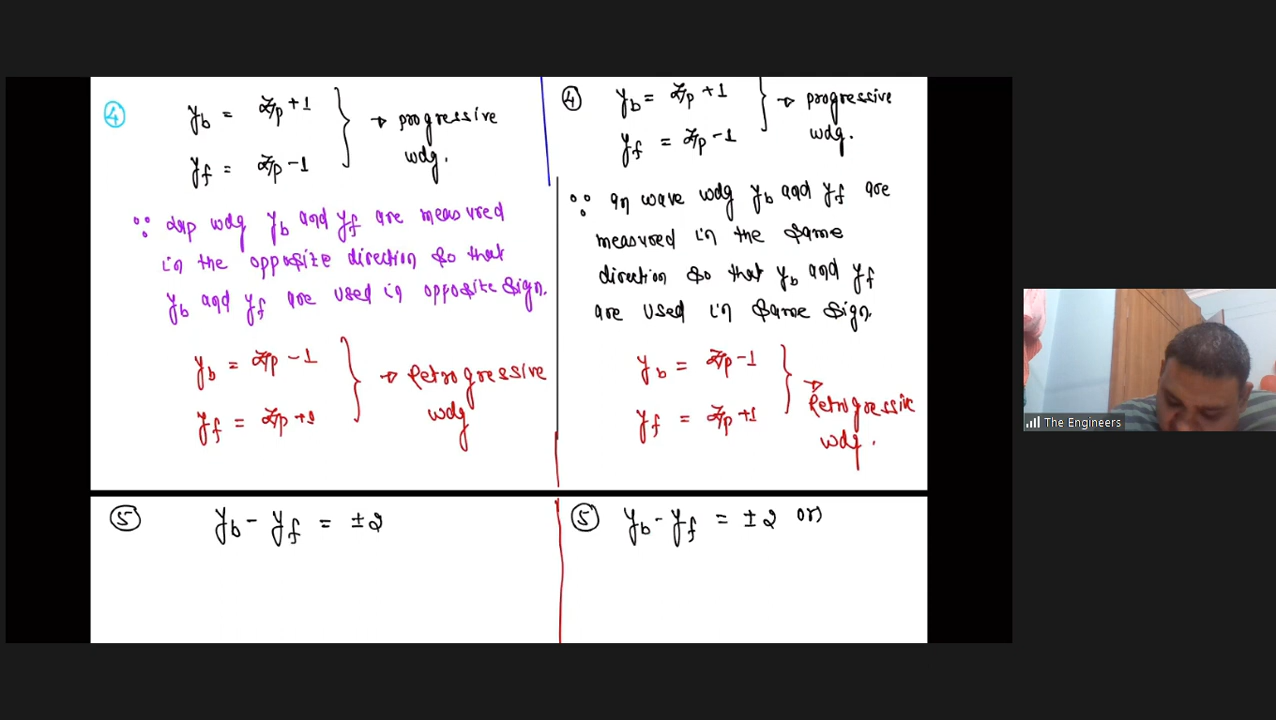 ④ yb = Z/p +1
yf = Z/p -1
→ progressive
wdg.
∵ Lap wdg yb and yf are measured
in the opposite direction so that
yb and yf are used in opposite sign.
yb = Z/p -1
yf = Z/p +1
→ Retrogressive
wdg
⑤ yb - yf = ±2
④ yb = Z/p +1
yf = Z/p -1
→ progressive
wdg.
∵ In wave wdg yb and yf are
measured in the same
direction so that yb and yf
are used in same sign.
yb = Z/p -1
yf = Z/p +1
→
Retrogressive
wdg.
⑤ yb - yf = ±2 or
The Engineers